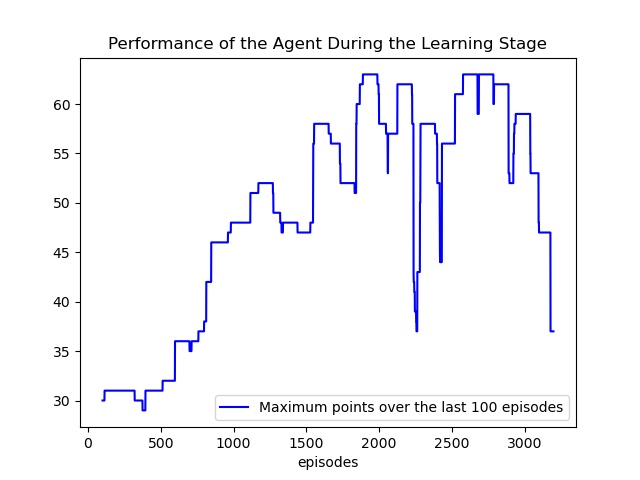 Performance of the Agent During the Learning Stage
60
55
50
45
40
35
30
Maximum points over the last 100 episodes
0 500 1000 1500 2000 2500 3000
episodes